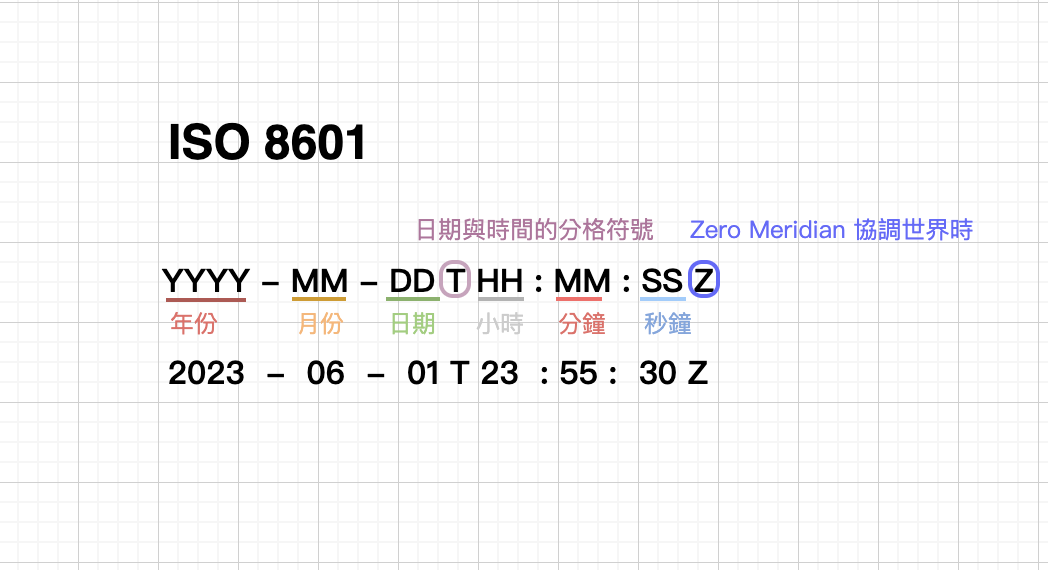 ISO 8601
日期與時間的分格符號 Zero Meridian 協調世界時
YYYY – MM – DD T HH : MM : SS Z
年份 月份 日期 小時 分鐘 秒鐘
2023 – 06 – 01 T 23 : 55 : 30 Z